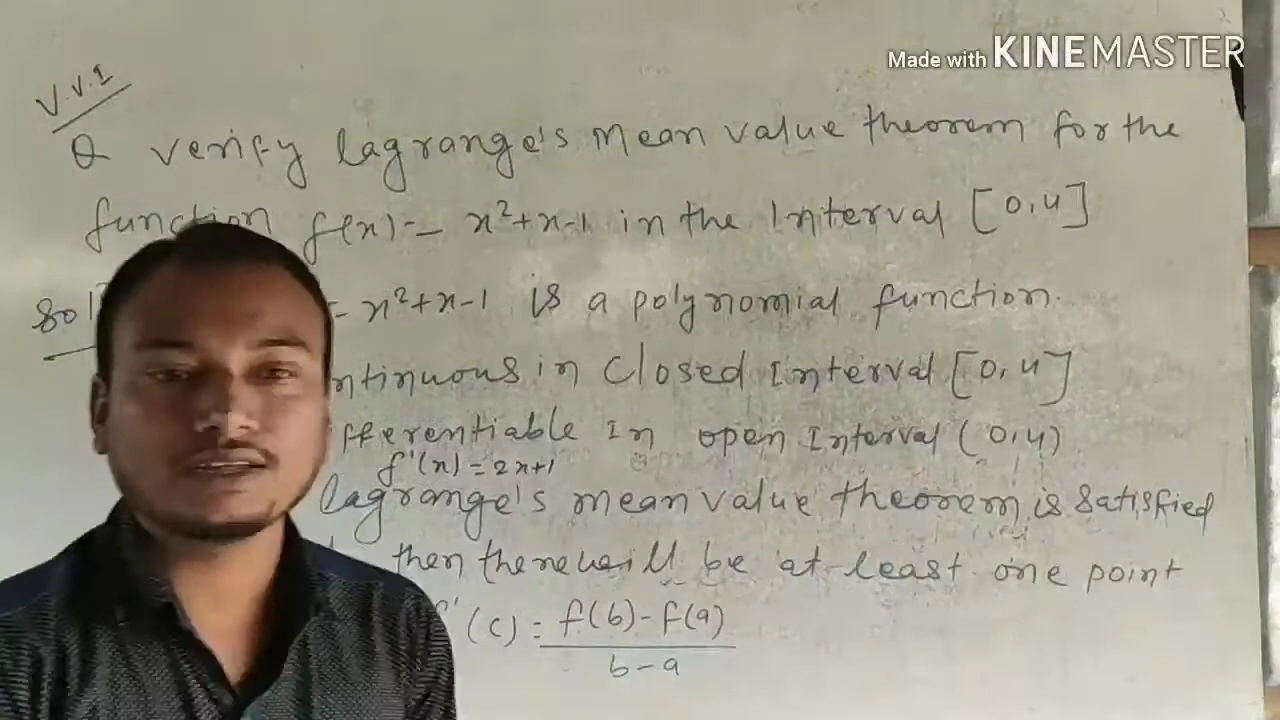 Made with KINEMASTER
V.V.I
Q verify lagrange's Mean value theorem for the
function f(x) = x²+x-1 in the Interval [0,4]
Sol = x²+x-1 is a polynomial function.
ntinuous in Closed Interval [0,4]
fferentiable In open Interval (0,4)
f'(x) = 2x+1
lagrange's mean value theorem is satisfied
then there will be at least one point
f'(c) = f(b)-f(a)
b-a